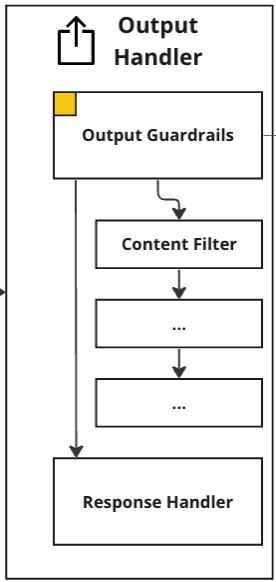 Output
Handler
Output Guardrails
Content Filter
...
...
Response Handler